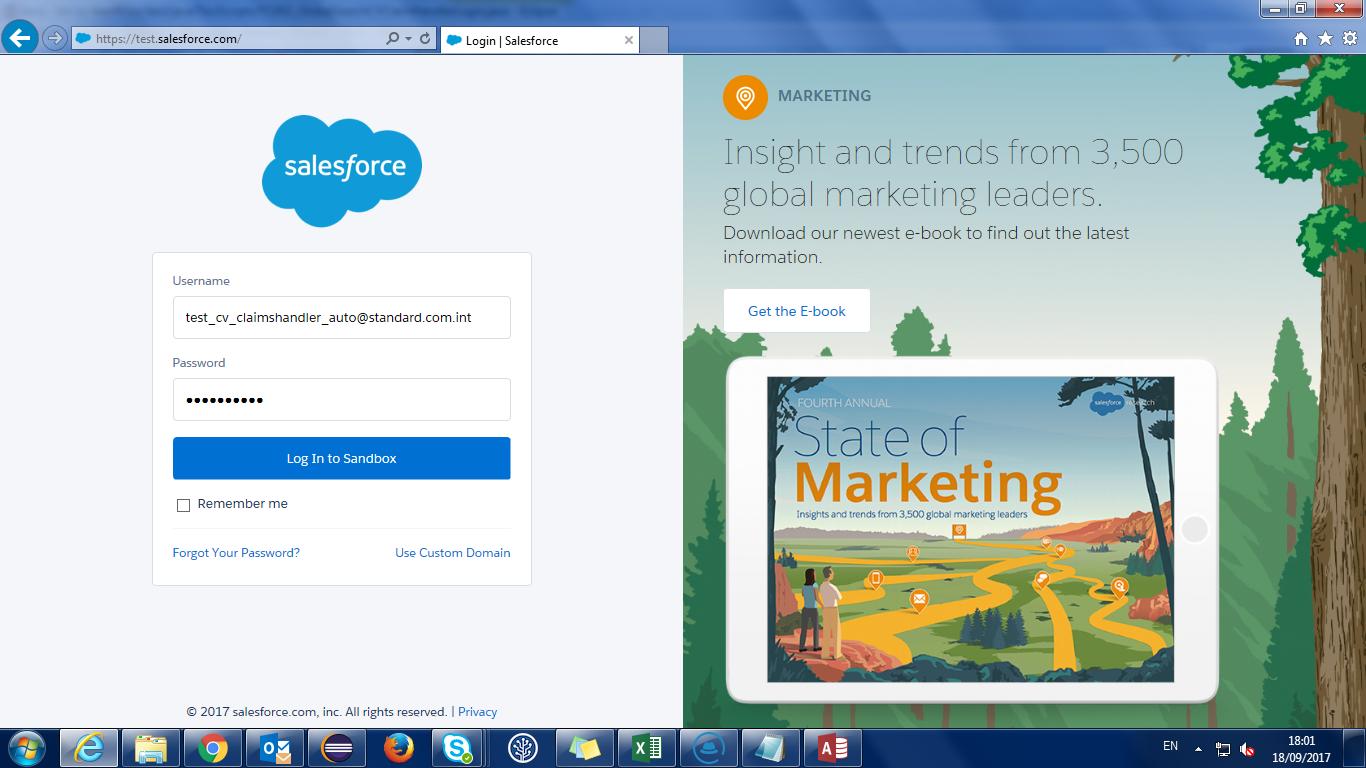 https://test.salesforce.com/
Login | Salesforce
salesforce
Username
test_cv_claimshandler_auto@standard.com.int
Password
Log In to Sandbox
Remember me
Forgot Your Password?
Use Custom Domain
© 2017 salesforce.com, inc. All rights reserved. | Privacy
MARKETING
Insight and trends from 3,500
global marketing leaders.
Download our newest e-book to find out the latest
information.
Get the E-book
FOURTH ANNUAL
salesforce research
State of
Marketing
Insights and trends from 3,500 global marketing leaders
EN
18:01
18/09/2017